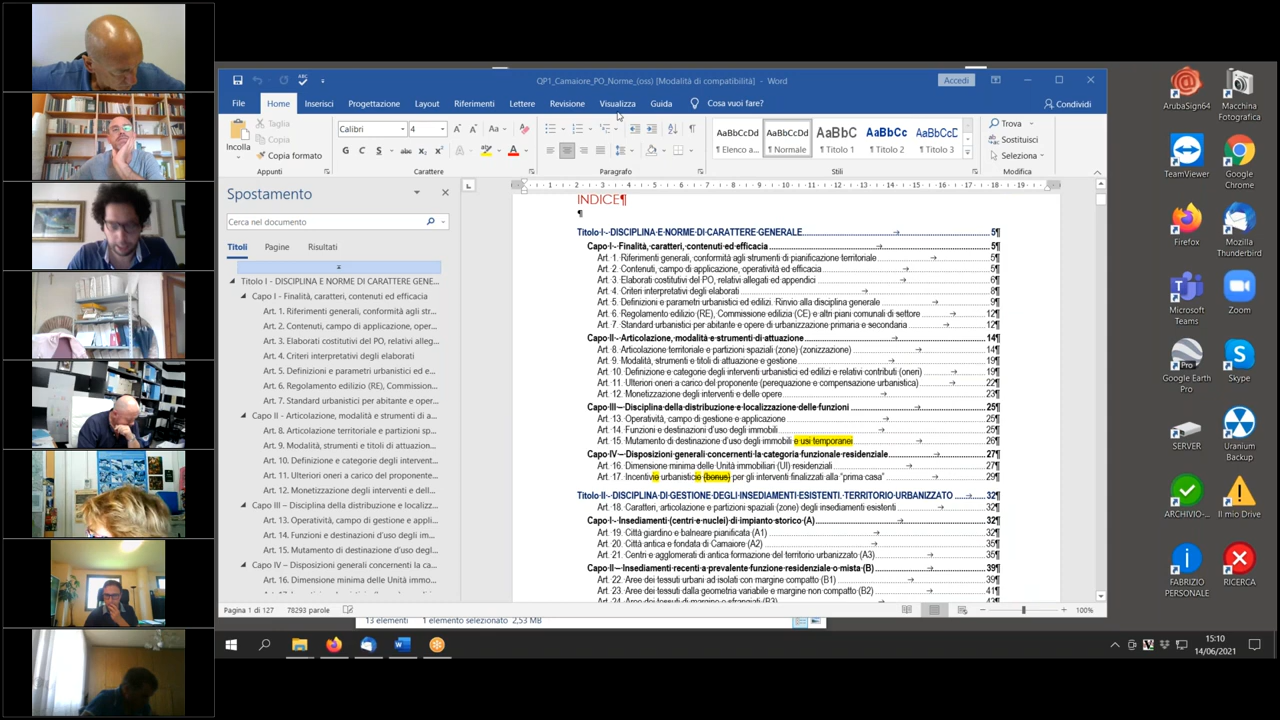 QP1_Camaiore_PO_Norme_(oss) [Modalità di compatibilità] - Word
Accedi
File Home Inserisci Progettazione Layout Riferimenti Lettere Revisione Visualizza Guida Cosa vuoi fare? Condividi
Incolla
Taglia
Copia
Copia formato
Calibri 4
G C S abc x₂ x²
AaBbCcDd AaBbCcDd AaBbC AaBbCc AaBbCcD
¶ Elenco a... ¶ Normale ¶ Titolo 1 ¶ Titolo 2 ¶ Titolo 3
Trova
Sostituisci
Seleziona
Appunti Carattere Paragrafo Stili Modifica
Spostamento
Cerca nel documento
Titoli Pagine Risultati
Titolo I - DISCIPLINA E NORME DI CARATTERE GENE...
Capo I - Finalità, caratteri, contenuti ed efficacia
Art. 1. Riferimenti generali, conformità agli str...
Art. 2. Contenuti, campo di applicazione, oper...
Art. 3. Elaborati costitutivi del PO, relativi alleg...
Art. 4. Criteri interpretativi degli elaborati
Art. 5. Definizioni e parametri urbanistici ed e...
Art. 6. Regolamento edilizio (RE), Commission...
Art. 7. Standard urbanistici per abitante e oper...
Capo II - Articolazione, modalità e strumenti di a...
Art. 8. Articolazione territoriale e partizioni sp...
Art. 9. Modalità, strumenti e titoli di attuazion...
Art. 10. Definizione e categorie degli intervent...
Art. 11. Ulteriori oneri a carico del proponente...
Art. 12. Monetizzazione degli interventi e dell...
Capo III – Disciplina della distribuzione e localizz...
Art. 13. Operatività, campo di gestione e appli...
Art. 14. Funzioni e destinazioni d'uso degli im...
Art. 15. Mutamento di destinazione d'uso degl...
Capo IV – Disposizioni generali concernenti la ca...
Art. 16. Dimensione minima delle Unità immo...
INDICE¶
¶
Titolo I - DISCIPLINA E NORME DI CARATTERE GENERALE 5¶
Capo I - Finalità, caratteri, contenuti ed efficacia 5¶
Art. 1. Riferimenti generali, conformità agli strumenti di pianificazione territoriale 5¶
Art. 2. Contenuti, campo di applicazione, operatività ed efficacia 5¶
Art. 3. Elaborati costitutivi del PO, relativi allegati ed appendici 6¶
Art. 4. Criteri interpretativi degli elaborati 8¶
Art. 5. Definizioni e parametri urbanistici ed edilizi. Rinvio alla disciplina generale 9¶
Art. 6. Regolamento edilizio (RE), Commissione edilizia (CE) e altri piani comunali di settore 12¶
Art. 7. Standard urbanistici per abitante e opere di urbanizzazione primaria e secondaria 12¶
Capo II - Articolazione, modalità e strumenti di attuazione 14¶
Art. 8. Articolazione territoriale e partizioni spaziali (zone) (zonizzazione) 14¶
Art. 9. Modalità, strumenti e titoli di attuazione e gestione 19¶
Art. 10. Definizione e categorie degli interventi urbanistici ed edilizi e relativi contributi (oneri) 19¶
Art. 11. Ulteriori oneri a carico del proponente (perequazione e compensazione urbanistica) 22¶
Art. 12. Monetizzazione degli interventi e delle opere 23¶
Capo III – Disciplina della distribuzione e localizzazione delle funzioni 25¶
Art. 13. Operatività, campo di gestione e applicazione 25¶
Art. 14. Funzioni e destinazioni d'uso degli immobili 25¶
Art. 15. Mutamento di destinazione d'uso degli immobili e usi temporanei 26¶
Capo IV – Disposizioni generali concernenti la categoria funzionale residenziale 27¶
Art. 16. Dimensione minima delle Unità immobiliari (UI) residenziali 27¶
Art. 17. Incentivio urbanisticio (bonus) per gli interventi finalizzati alla "prima casa" 29¶
Titolo II - DISCIPLINA DI GESTIONE DEGLI INSEDIAMENTI ESISTENTI. TERRITORIO URBANIZZATO 32¶
Art. 18. Caratteri, articolazione e partizioni spaziali (zone) degli insediamenti esistenti 32¶
Capo I - Insediamenti (centri e nuclei) di impianto storico (A) 32¶
Art. 19. Città giardino e balneare pianificata (A1) 32¶
Art. 20. Città antica e fondata di Camaiore (A2) 35¶
Art. 21. Centri e agglomerati di antica formazione del territorio urbanizzato (A3) 35¶
Capo II - Insediamenti recenti a prevalente funzione residenziale o mista (B) 39¶
Art. 22. Aree dei tessuti urbani ad isolati con margine compatto (B1) 39¶
Art. 23. Aree dei tessuti dalla geometria variabile e margine non compatto (B2) 41¶
Pagina 1 di 127 78293 parole 100%
13 elementi 1 elemento selezionato 2,53 MB
15:10
14/06/2021
ArubaSign64
Macchina Fotografica
TeamViewer
Google Chrome
Firefox
Mozilla Thunderbird
Microsoft Teams
Zoom
Google Earth Pro
Skype
SERVER
Uranium Backup
ARCHIVIO-...
Il mio Drive
FABRIZIO PERSONALE
RICERCA